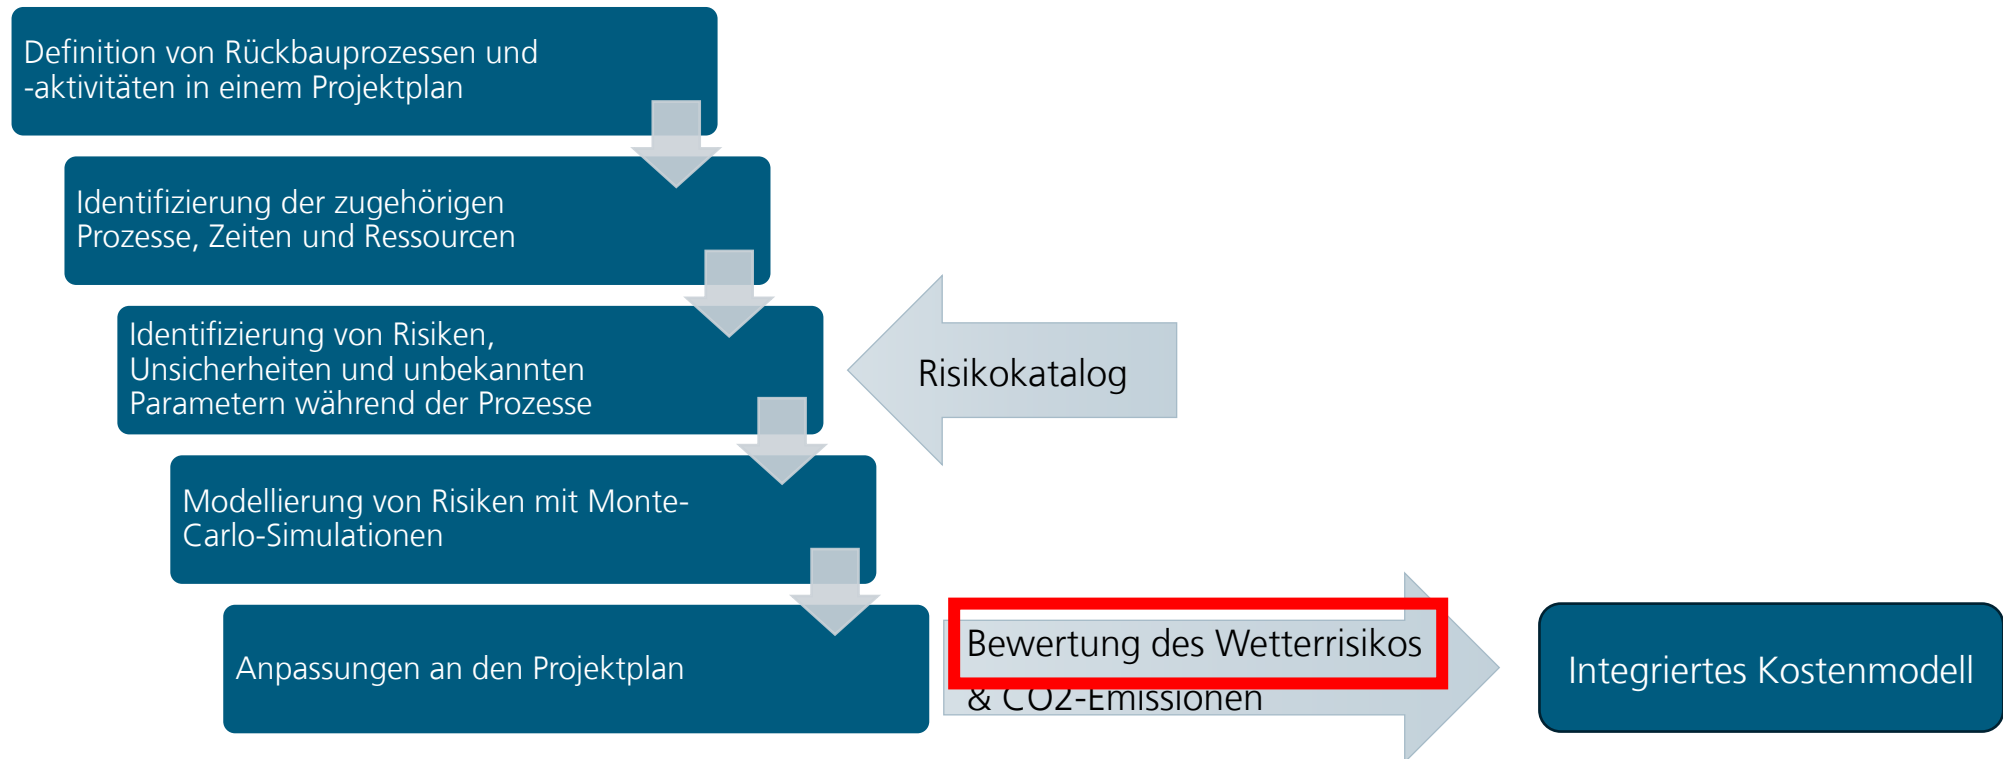 Definition von Rückbauprozessen und
-aktivitäten in einem Projektplan
Identifizierung der zugehörigen
Prozesse, Zeiten und Ressourcen
Identifizierung von Risiken,
Unsicherheiten und unbekannten
Parametern während der Prozesse
Risikokatalog
Modellierung von Risiken mit Monte-
Carlo-Simulationen
Anpassungen an den Projektplan
Bewertung des Wetterrisikos
& CO2-Emissionen
Integriertes Kostenmodell